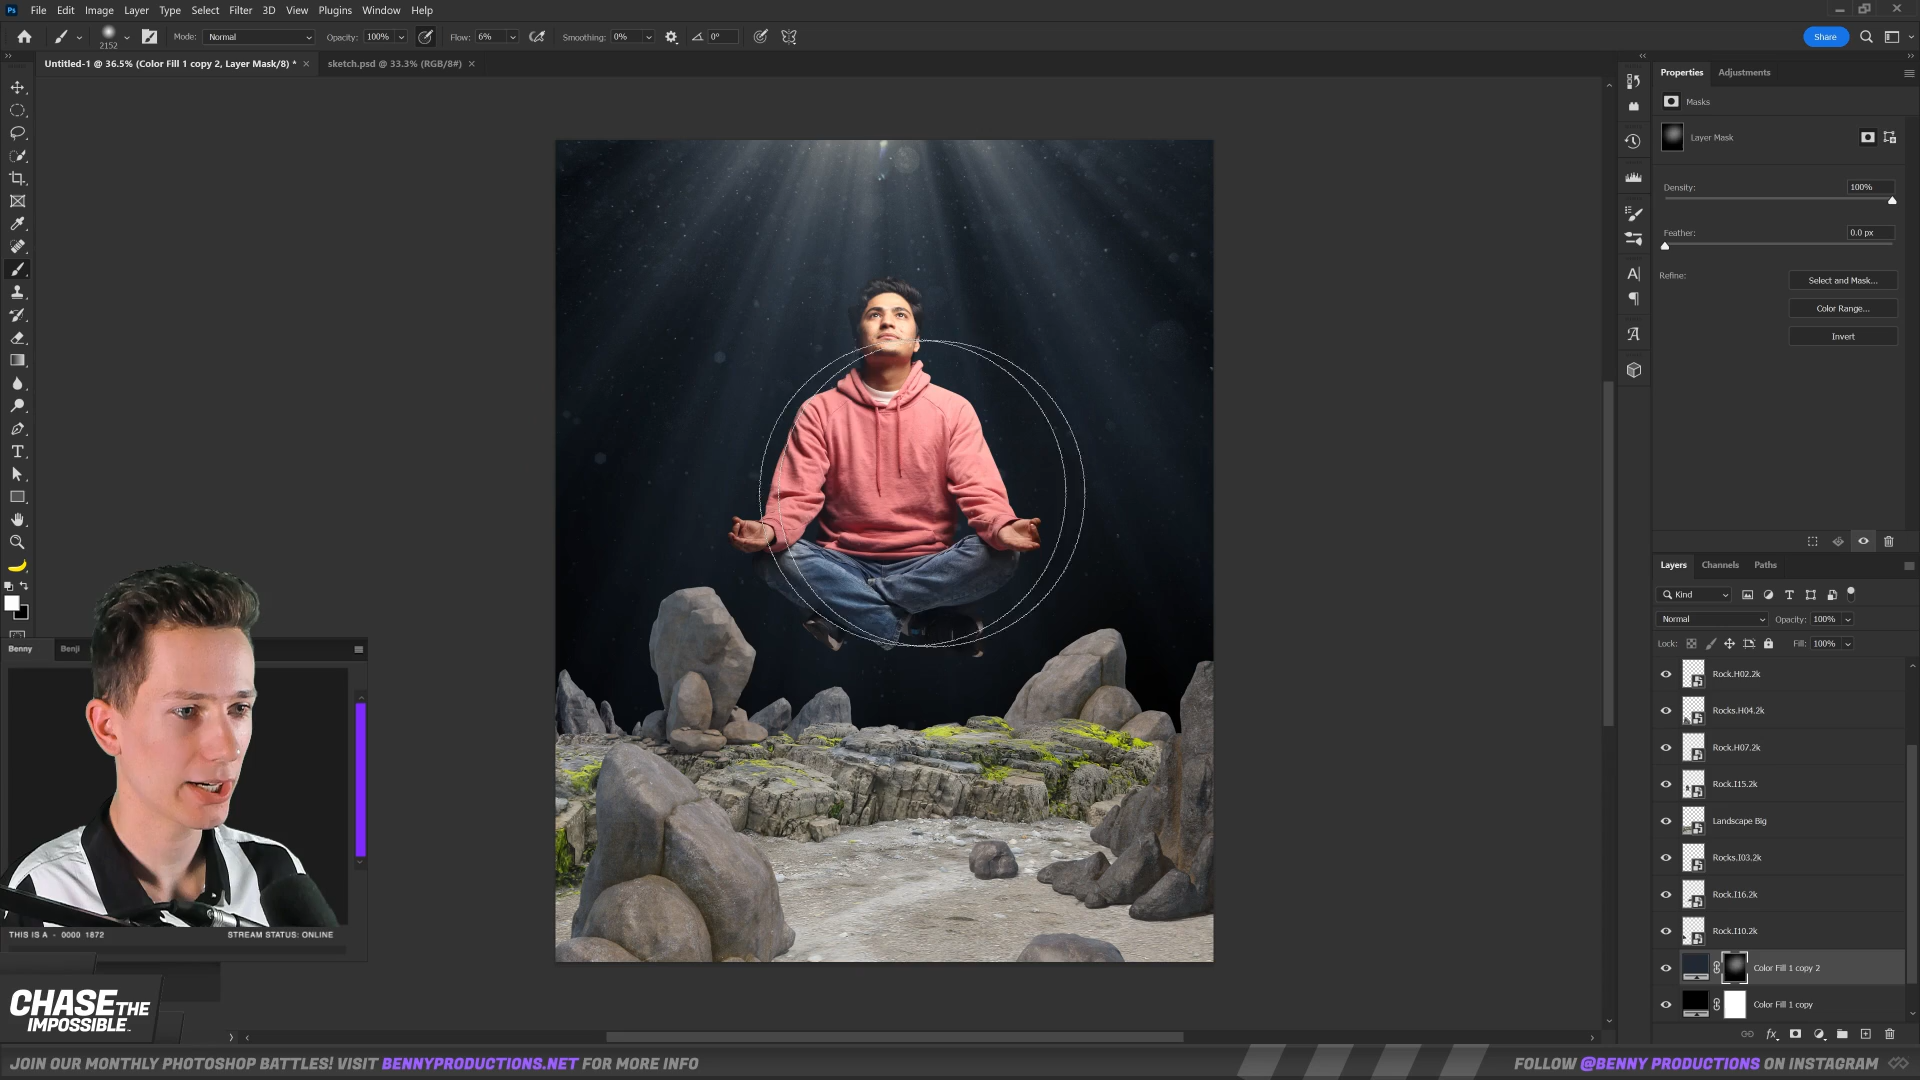 Ps File Edit Image Layer Type Select Filter 3D View Plugins Window Help
2152 Mode: Normal Opacity: 100% Flow: 6% Smoothing: 0% 0° Share
Untitled-1 @ 36.5% (Color Fill 1 copy 2, Layer Mask/8) * × sketch.psd @ 33.3% (RGB/8#) ×
Properties Adjustments
Masks
Layer Mask
Density: 100%
Feather: 0.0 px
Refine:
Select and Mask...
Color Range...
Invert
Layers Channels Paths
Kind
Normal Opacity: 100%
Lock: Fill: 100%
Rock.H02.2k
Rocks.H04.2k
Rock.H07.2k
Rock.I15.2k
Landscape Big
Rocks.I03.2k
Rock.I16.2k
Rock.I10.2k
Color Fill 1 copy 2
Color Fill 1 copy
Benny Benji
THIS IS A - 0000 1872 STREAM STATUS: ONLINE
CHASE THE
IMPOSSIBLE.
JOIN OUR MONTHLY PHOTOSHOP BATTLES! VISIT BENNYPRODUCTIONS.NET FOR MORE INFO
FOLLOW @BENNY PRODUCTIONS ON INSTAGRAM